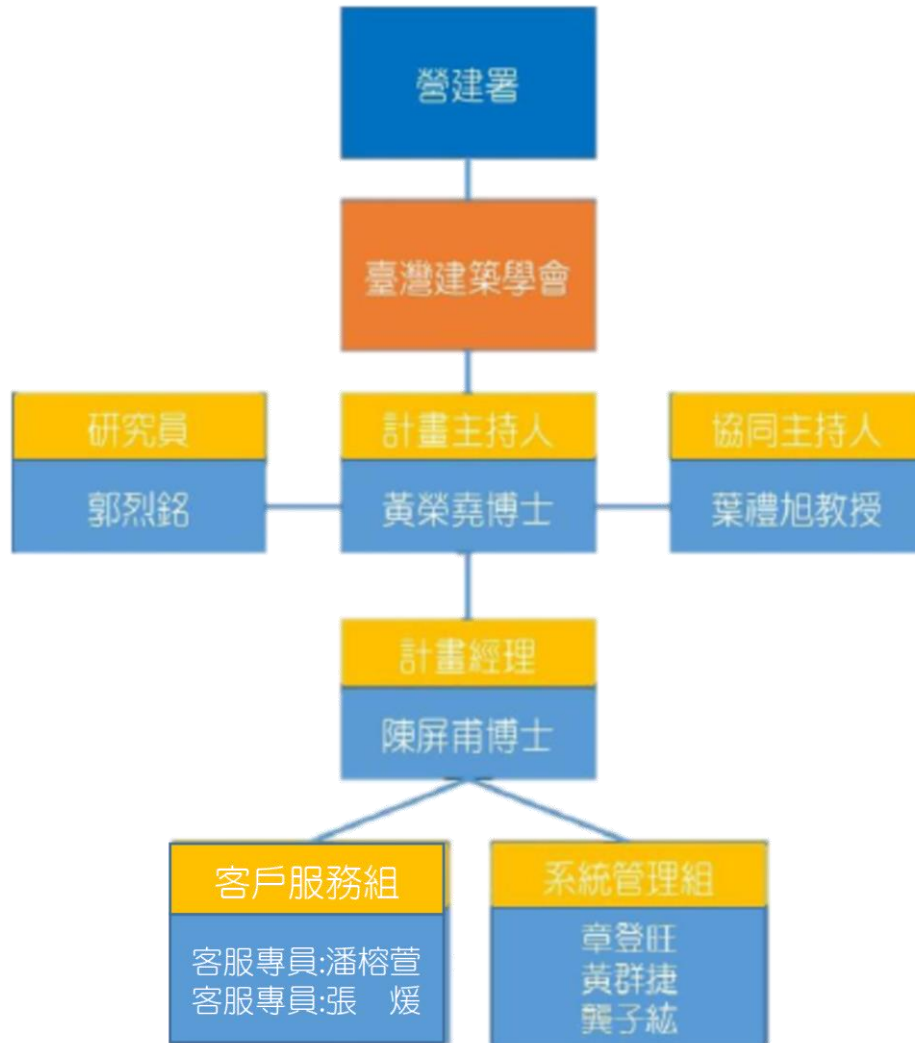 營建署
臺灣建築學會
研究員
郭烈銘
計畫主持人
黃榮堯博士
協同主持人
葉禮旭教授
計畫經理
陳屏甫博士
客戶服務組
客服專員:潘榕萱
客服專員:張　煖
系統管理組
章登旺
黃群捷
龔子紘